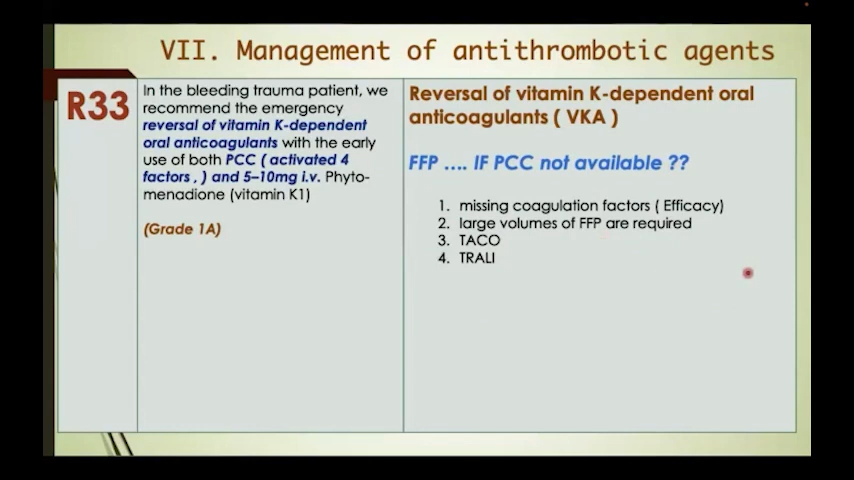 VII. Management of antithrombotic agents
R33
In the bleeding trauma patient, we
recommend the emergency
reversal of vitamin K-dependent
oral anticoagulants with the early
use of both PCC ( activated 4
factors , ) and 5–10mg i.v. Phyto-
menadione (vitamin K1)
(Grade 1A)
Reversal of vitamin K-dependent oral
anticoagulants ( VKA )
FFP .... IF PCC not available ??
1. missing coagulation factors ( Efficacy)
2. large volumes of FFP are required
3. TACO
4. TRALI